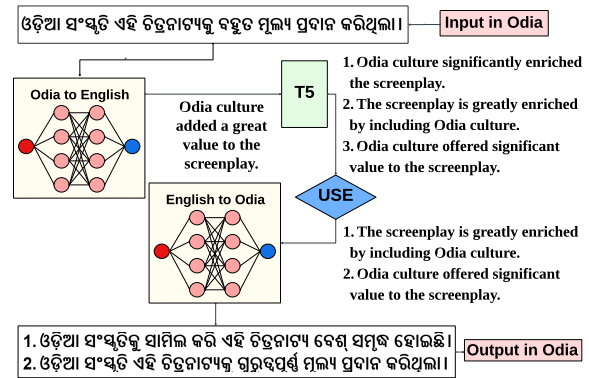 ଓଡ଼ିଆ ସଂସ୍କୃତି ଏହି ଚିତ୍ରନାଟ୍ୟକୁ ବହୁତ ମୂଲ୍ୟ ପ୍ରଦାନ କରିଥିଲା।
Input in Odia
Odia to English
Odia culture
added a great
value to the
screenplay.
T5
1. Odia culture significantly enriched
the screenplay.
2. The screenplay is greatly enriched
by including Odia culture.
3. Odia culture offered significant
value to the screenplay.
English to Odia
USE
1. The screenplay is greatly enriched
by including Odia culture.
2. Odia culture offered significant
value to the screenplay.
1. ଓଡ଼ିଆ ସଂସ୍କୃତିକୁ ସାମିଲ କରି ଏହି ଚିତ୍ରନାଟ୍ୟ ବେଶ୍ ସମୃଦ୍ଧ ହୋଇଛି।
2. ଓଡ଼ିଆ ସଂସ୍କୃତି ଏହି ଚିତ୍ରନାଟ୍ୟକୁ ଗୁରୁତ୍ୱପୂର୍ଣ୍ଣ ମୂଲ୍ୟ ପ୍ରଦାନ କରିଥିଲା।
Output in Odia